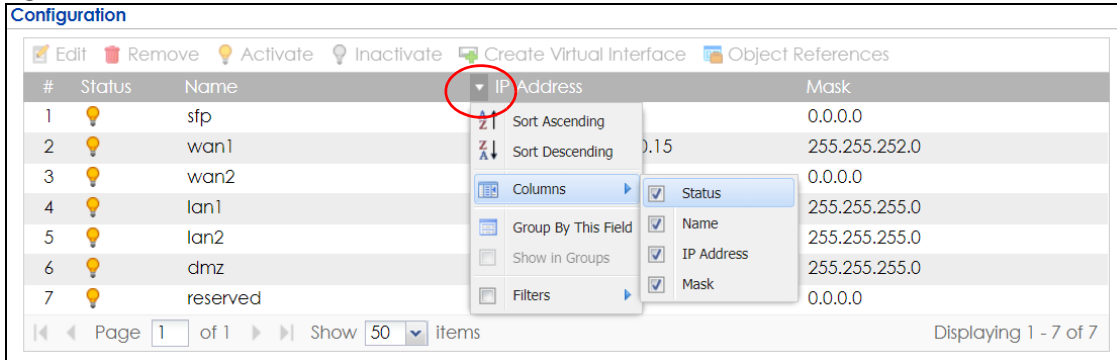 Configuration
Edit Remove Activate Inactivate Create Virtual Interface Object References
# Status Name IP Address Mask
1 sfp 0.0.0.0
2 wan1 0.15 255.255.252.0
3 wan2 0.0.0.0
4 lan1 255.255.255.0
5 lan2 255.255.255.0
6 dmz 255.255.255.0
7 reserved 0.0.0.0
Sort Ascending
Sort Descending
Columns
Group By This Field
Show in Groups
Filters
Status
Name
IP Address
Mask
Page 1 of 1 Show 50 items Displaying 1 - 7 of 7